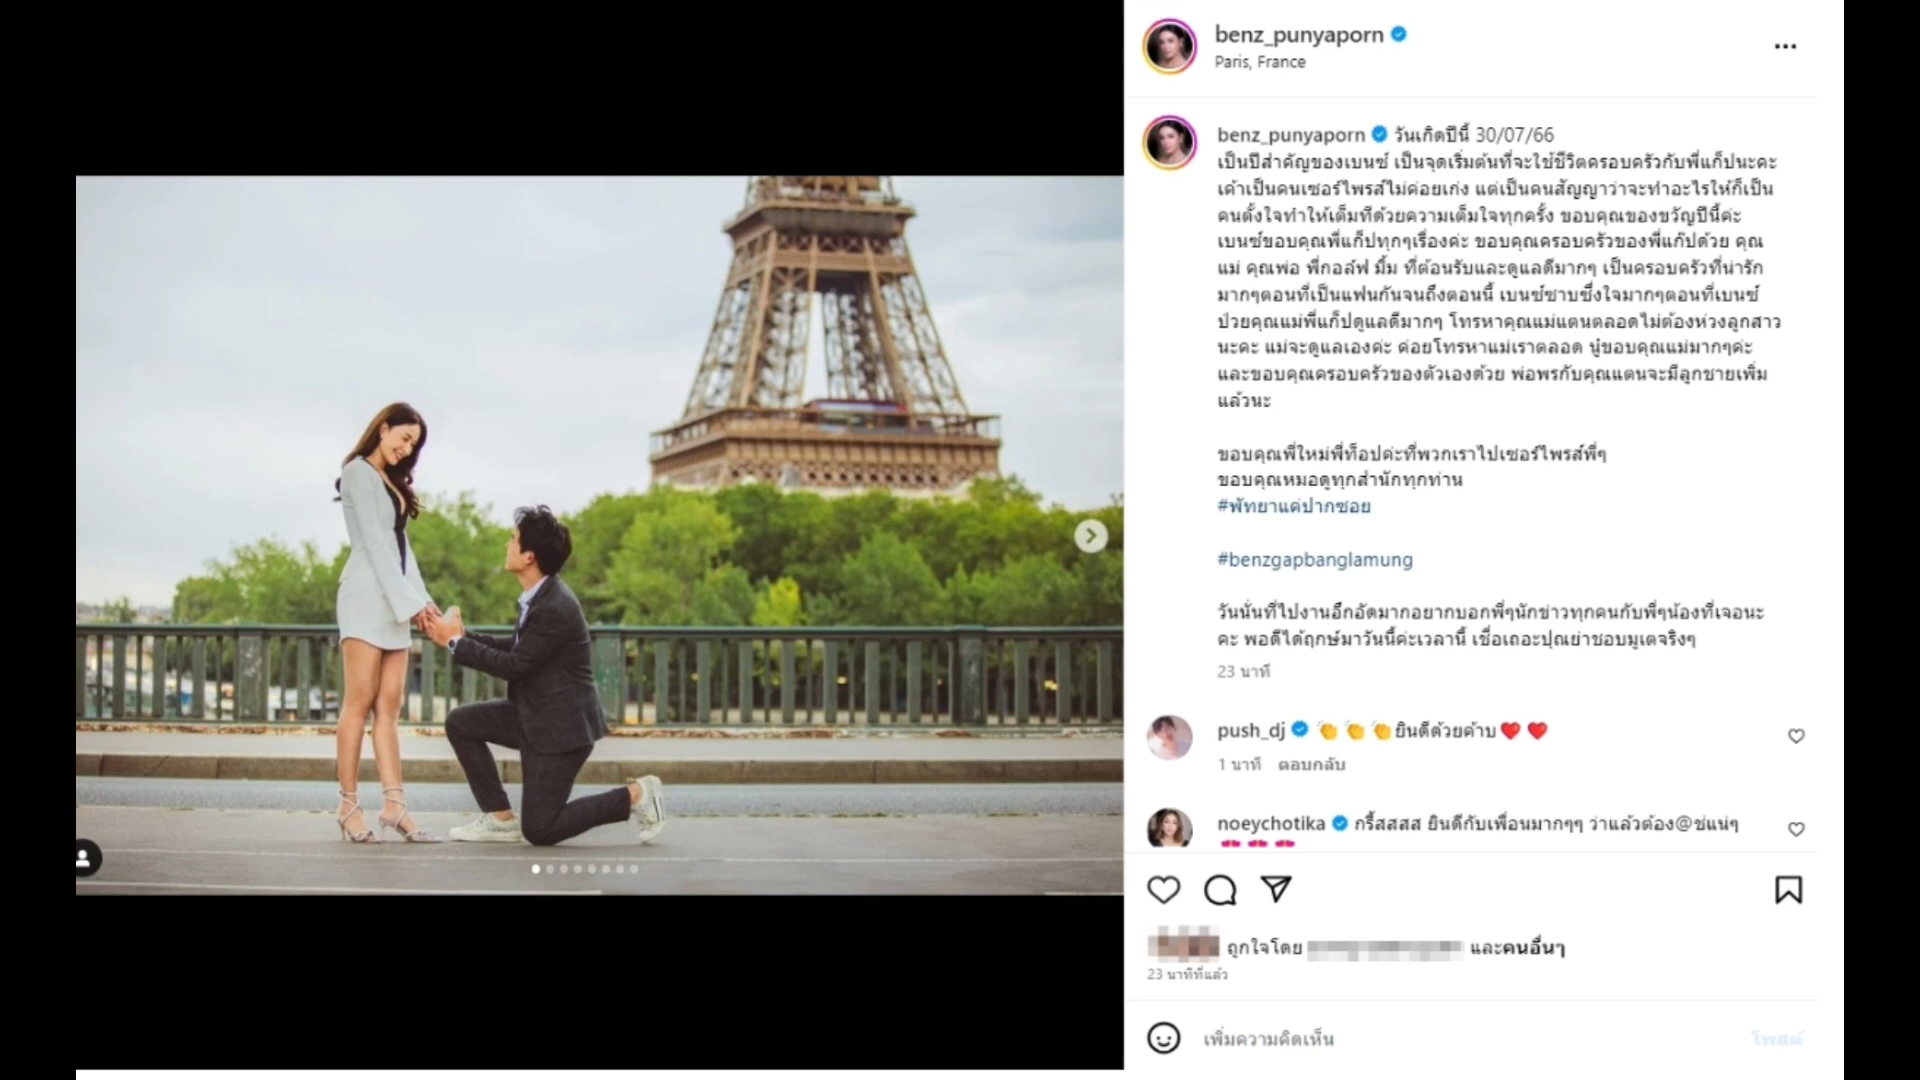 benz_punyaporn
Paris, France
benz_punyaporn วันเกิดปีนี้ 30/07/66
เป็นปีสำคัญของเบนซ์ เป็นจุดเริ่มต้นที่จะใช้ชีวิตครอบครัวกับพี่แก็ปนะคะ
เค้าเป็นคนเซอร์ไพรส์ไม่ค่อยเก่ง แต่เป็นคนสัญญาว่าจะทำอะไรให้ก็เป็น
คนตั้งใจทำให้เต็มที่ด้วยความเต็มใจทุกครั้ง ขอบคุณของขวัญปีนี้ค่ะ
เบนซ์ขอบคุณพี่แก็ปทุกๆเรื่องค่ะ ขอบคุณครอบครัวของพี่แก๊ปด้วย คุณ
แม่ คุณพ่อ พี่กอล์ฟ มิ้ม ที่ต้อนรับและดูแลดีมากๆ เป็นครอบครัวที่น่ารัก
มากๆตอนที่เป็นแฟนกันจนถึงตอนนี้ เบนซ์ซาบซึ้งใจมากๆตอนที่เบนซ์
ป่วยคุณแม่พี่แก็ปดูแลดีมากๆ โทรหาคุณแม่แตนตลอดไม่ต้องห่วงลูกสาว
นะคะ แม่จะดูแลเองค่ะ ค่อยโทรหาแม่เราตลอด นู๋ขอบคุณแม่มากๆค่ะ
และขอบคุณครอบครัวของตัวเองด้วย พ่อพรกับคุณแตนจะมีลูกชายเพิ่ม
แล้วนะ
ขอบคุณพี่ใหม่พี่ท็อปค่ะที่พวกเราไปเซอร์ไพรส์พี่ๆ
ขอบคุณหมอดูทุกสำนักทุกท่าน
#พัทยาแค่ปากซอย
#benzgapbanglamung
วันนั้นที่ไปงานอึกอัดมากอยากบอกพี่ๆนักข่าวทุกคนกับพี่ๆน้องที่เจอนะ
คะ พอดีได้ฤกษ์มาวันนี้ค่ะเวลานี้ เชื่อเถอะปุณย่าชอบมูเตจริงๆ
23 นาที
push_dj 👏👏👏ยินดีด้วยค้าบ❤️❤️
1 นาที ตอบกลับ
noeychotika กรี้สสสส ยินดีกับเพื่อนมากๆๆ ว่าแล้วต้อง@ช่แน่ๆ
ถูกใจโดย และคนอื่นๆ
23 นาทีที่แล้ว
เพิ่มความคิดเห็น
โพสต์